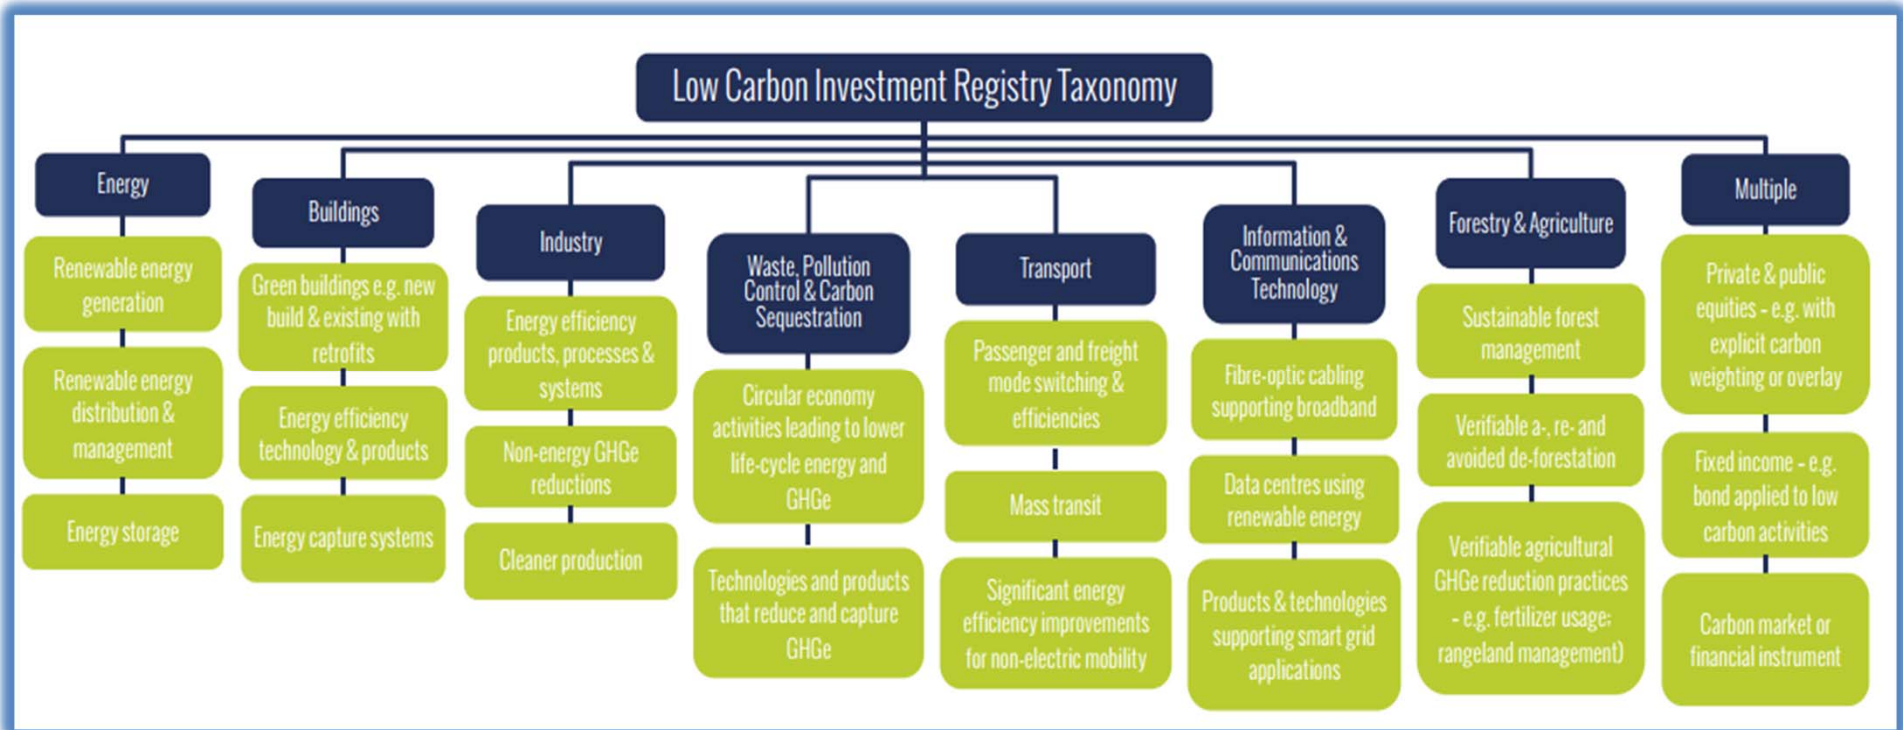 Low Carbon Investment Registry Taxonomy
Energy
Renewable energy
generation
Renewable energy
distribution &
management
Energy storage
Buildings
Green buildings e.g. new
build & existing with
retrofits
Energy efficiency
technology & products
Energy capture systems
Industry
Energy efficiency
products, processes &
systems
Non-energy GHGe
reductions
Cleaner production
Waste, Pollution
Control & Carbon
Sequestration
Circular economy
activities leading to lower
life-cycle energy and
GHGe
Technologies and products
that reduce and capture
GHGe
Transport
Passenger and freight
mode switching &
efficiencies
Mass transit
Significant energy
efficiency improvements
for non-electric mobility
Information &
Communications
Technology
Fibre-optic cabling
supporting broadband
Data centres using
renewable energy
Products & technologies
supporting smart grid
applications
Forestry & Agriculture
Sustainable forest
management
Verifiable a-, re- and
avoided de-forestation
Verifiable agricultural
GHGe reduction practices
- e.g. fertilizer usage;
rangeland management)
Multiple
Private & public
equities - e.g. with
explicit carbon
weighting or overlay
Fixed income - e.g.
bond applied to low
carbon activities
Carbon market or
financial instrument